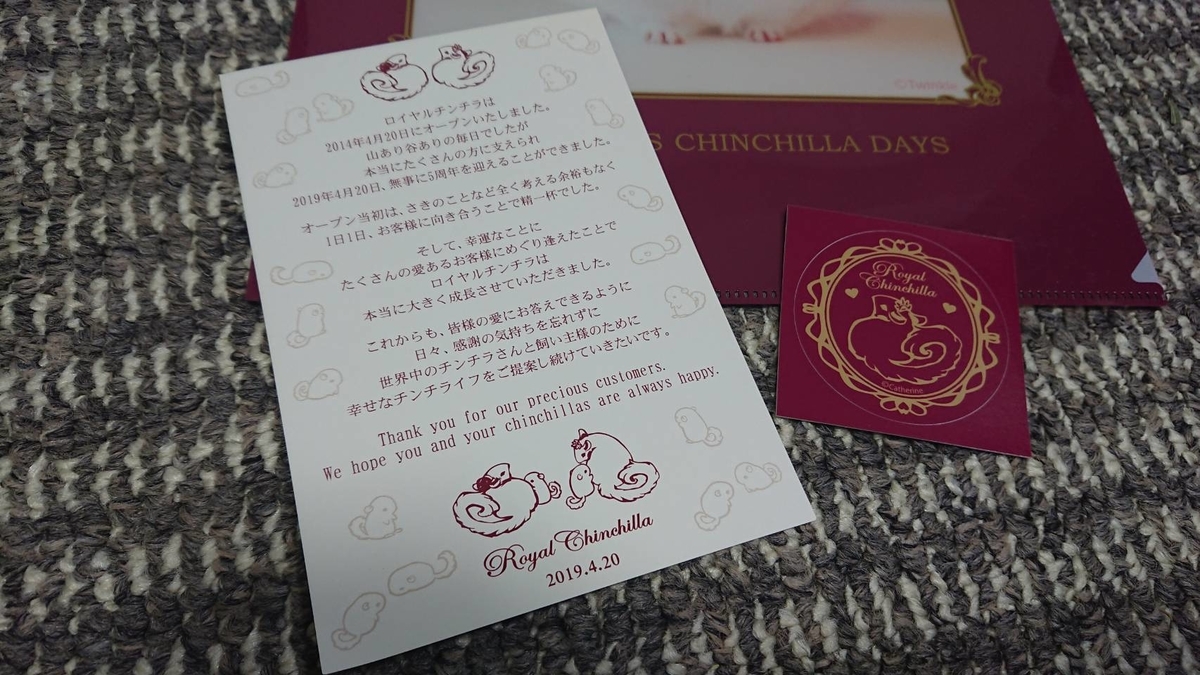 ロイヤルチンチラは
2014年4月20日にオープンいたしました。
山あり谷ありの毎日でしたが
本当にたくさんの方に支えられ
2019年4月20日、無事に5周年を迎えることができました。
オープン当初は、さきのことなど全く考える余裕もなく
1日1日、お客様に向き合うことで精一杯でした。
そして、幸運なことに
たくさんの愛あるお客様にめぐり逢えたことで
ロイヤルチンチラは
本当に大きく成長させていただきました。
これからも、皆様の愛にお答えできるように
日々、感謝の気持ちを忘れずに
世界中のチンチラさんと飼い主様のために
幸せなチンチライフをご提案し続けていきたいです。
Thank you for our precious customers.
We hope you and your chinchillas are always happy.
Royal Chinchilla
2019.4.20
©Twinkle
S CHINCHILLA DAYS
Royal
Chinchilla
©Catherine